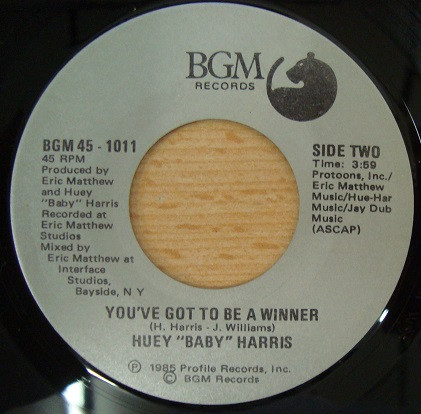 BGM
RECORDS
BGM 45 - 1011
45 RPM
Produced by
Eric Matthew
and Huey
"Baby" Harris
Recorded at
Eric Matthew
Studios
Mixed by
Eric Matthew at
Interface
Studios,
Bayside, N Y
SIDE TWO
Time: 3:59
Protoons, Inc./
Eric Matthew
Music/Hue-Har
Music/Jay Dub
Music
(ASCAP)
YOU'VE GOT TO BE A WINNER
(H. Harris - J. Williams)
HUEY "BABY" HARRIS
℗ 1985 Profile Records, Inc.
© BGM Records